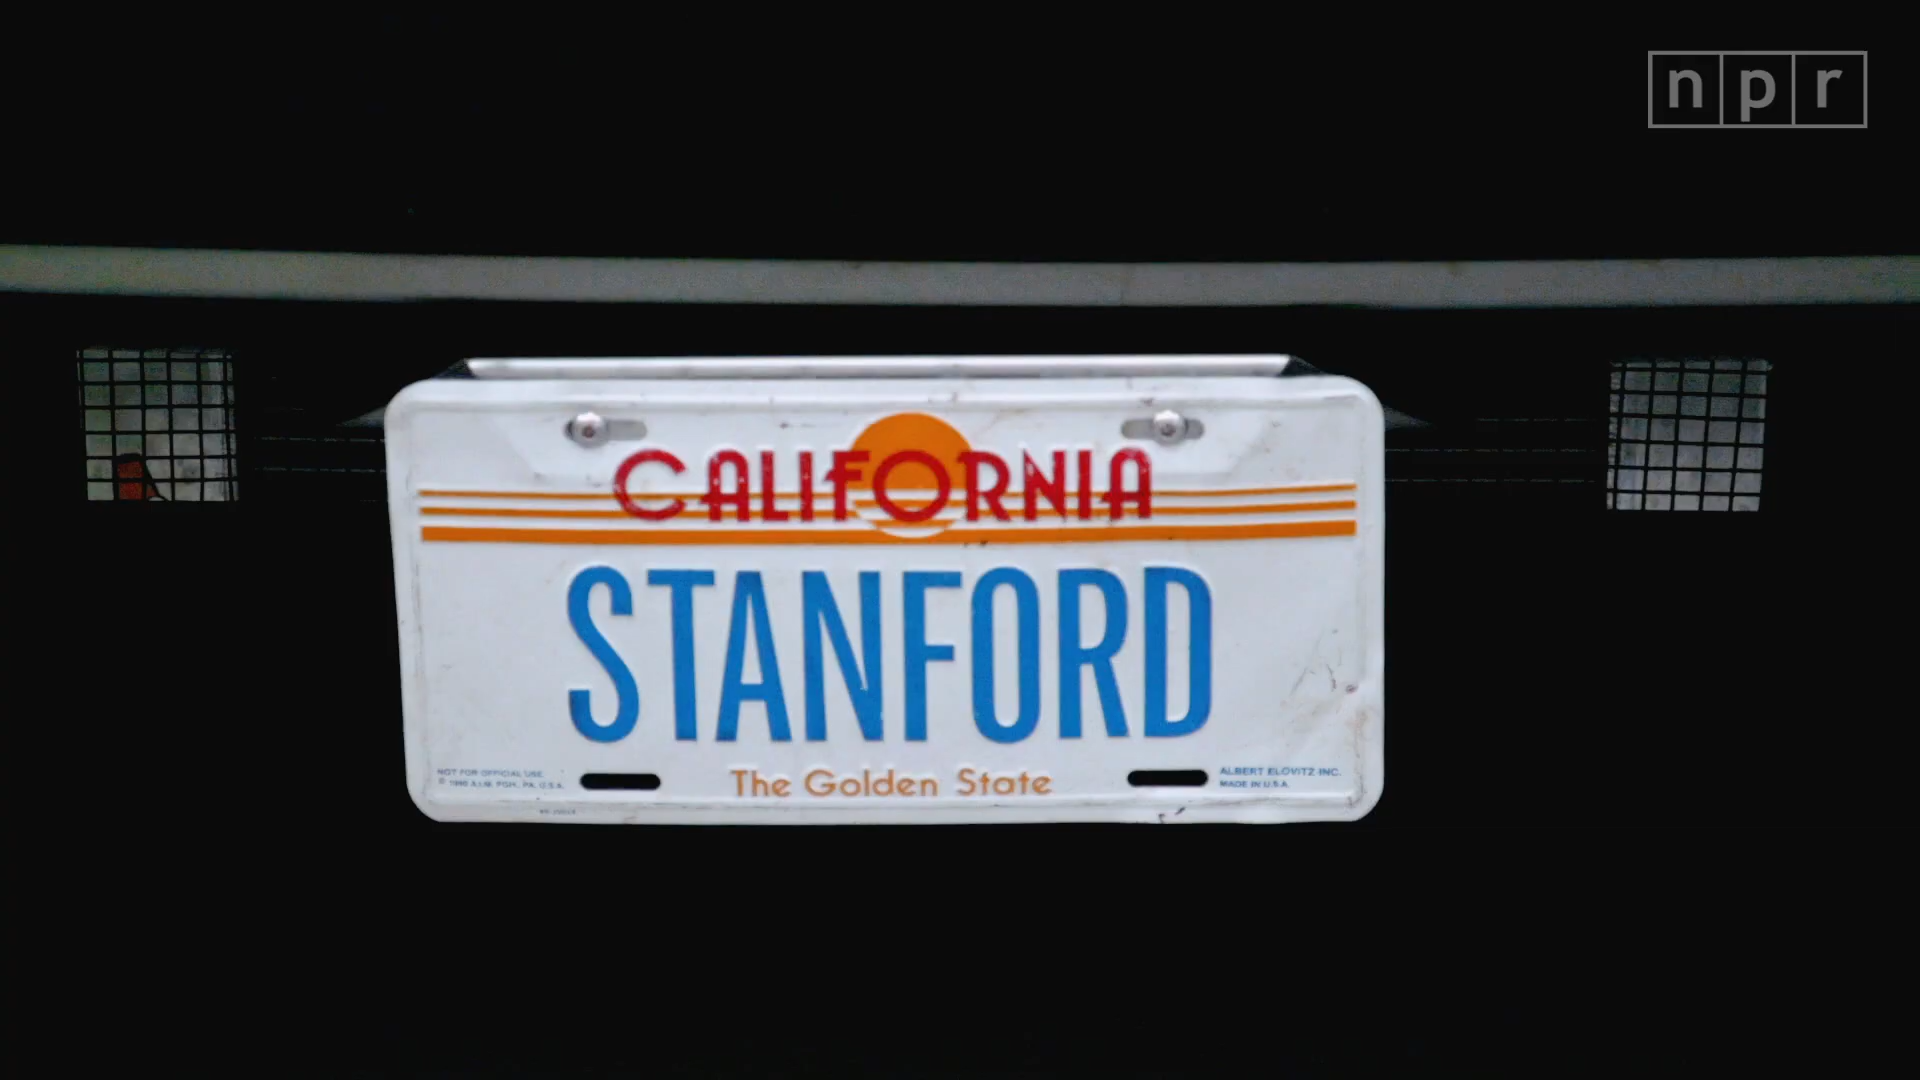 npr
CALIFORNIA
STANFORD
The Golden State
NOT FOR OFFICIAL USE
ALBERT ELOVITZ INC.
MADE IN U.S.A.